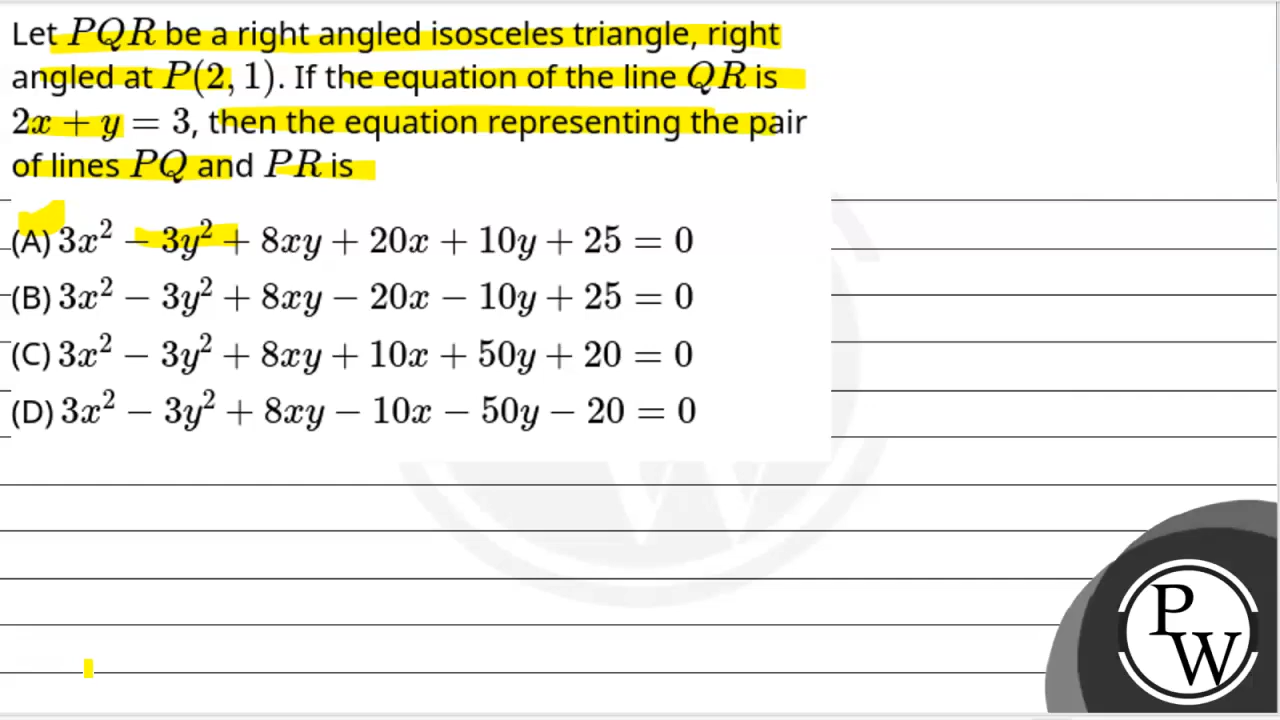 Let PQR be a right angled isosceles triangle, right
angled at P(2, 1). If the equation of the line QR is
2x + y = 3, then the equation representing the pair
of lines PQ and PR is
(A) 3x² − 3y² + 8xy + 20x + 10y + 25 = 0
(B) 3x² − 3y² + 8xy − 20x − 10y + 25 = 0
(C) 3x² − 3y² + 8xy + 10x + 50y + 20 = 0
(D) 3x² − 3y² + 8xy − 10x − 50y − 20 = 0
P
W